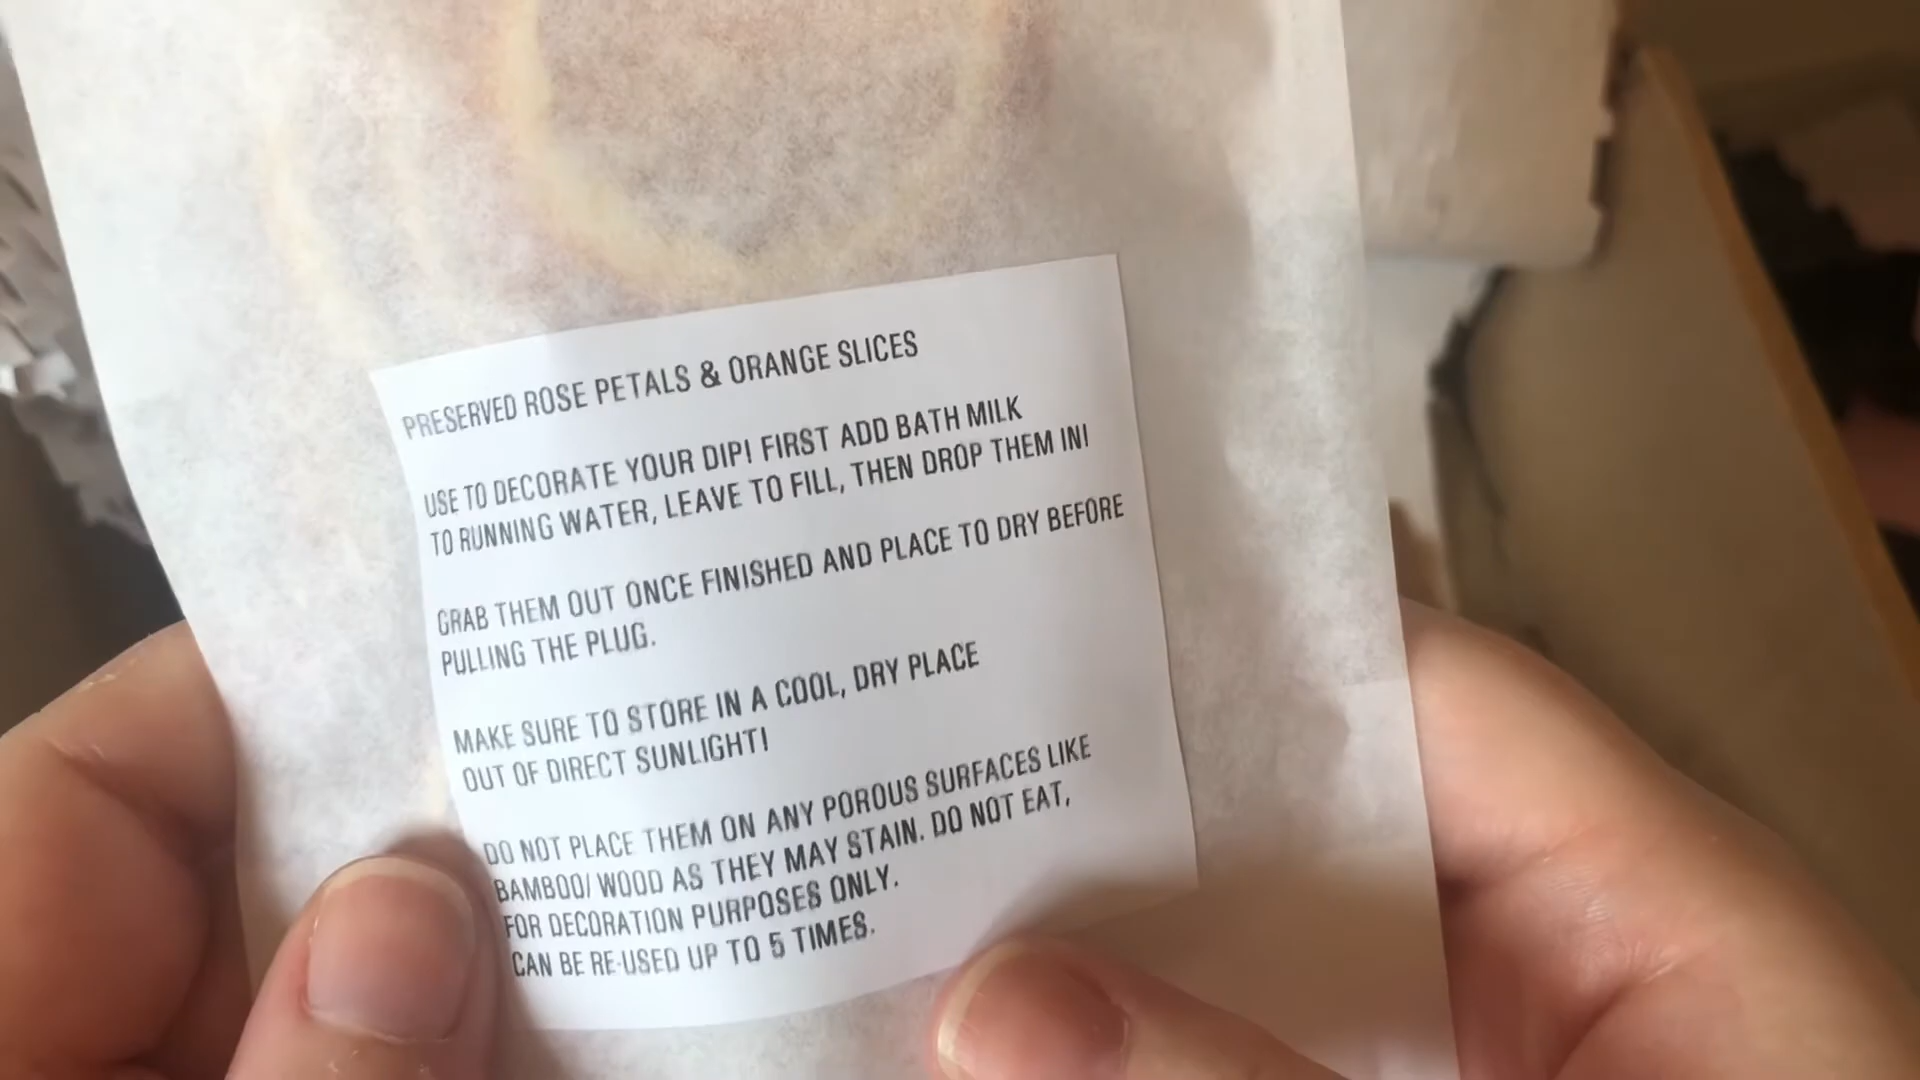 PRESERVED ROSE PETALS & ORANGE SLICES
USE TO DECORATE YOUR DIP! FIRST ADD BATH MILK
TO RUNNING WATER, LEAVE TO FILL, THEN DROP THEM IN!
GRAB THEM OUT ONCE FINISHED AND PLACE TO DRY BEFORE
PULLING THE PLUG.
MAKE SURE TO STORE IN A COOL, DRY PLACE
OUT OF DIRECT SUNLIGHT!
DO NOT PLACE THEM ON ANY POROUS SURFACES LIKE
BAMBOO/ WOOD AS THEY MAY STAIN. DO NOT EAT,
FOR DECORATION PURPOSES ONLY.
CAN BE RE-USED UP TO 5 TIMES.